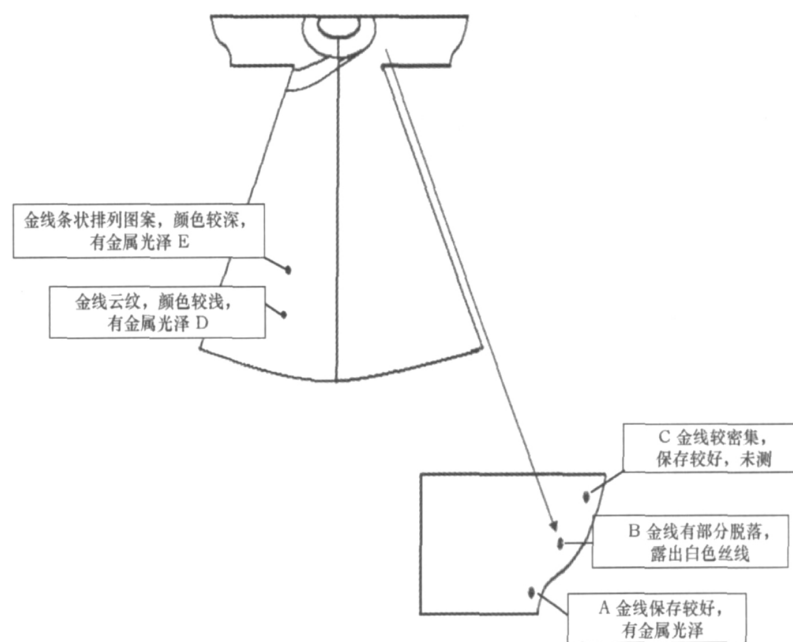 金线条状排列图案，颜色较深，
有金属光泽 E
金线云纹，颜色较浅，
有金属光泽 D
C 金线较密集，
保存较好，未测
B 金线有部分脱落，
露出白色丝线
A 金线保存较好，
有金属光泽